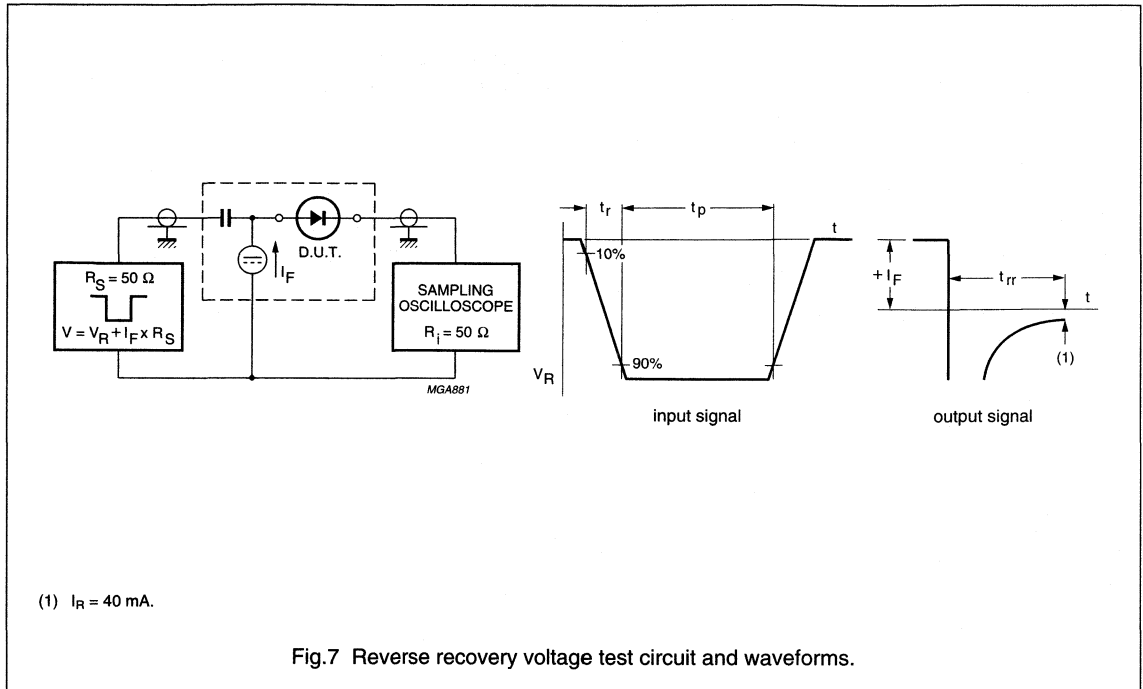 R_S = 50 Ω
V = V_R + I_F x R_S
I_F
D.U.T.
SAMPLING
OSCILLOSCOPE
R_i = 50 Ω
MGA881
t_r
t_p
t
10%
90%
V_R
input signal
+ I_F
t_rr
t
(1)
output signal
(1) I_R = 40 mA.
Fig.7 Reverse recovery voltage test circuit and waveforms.